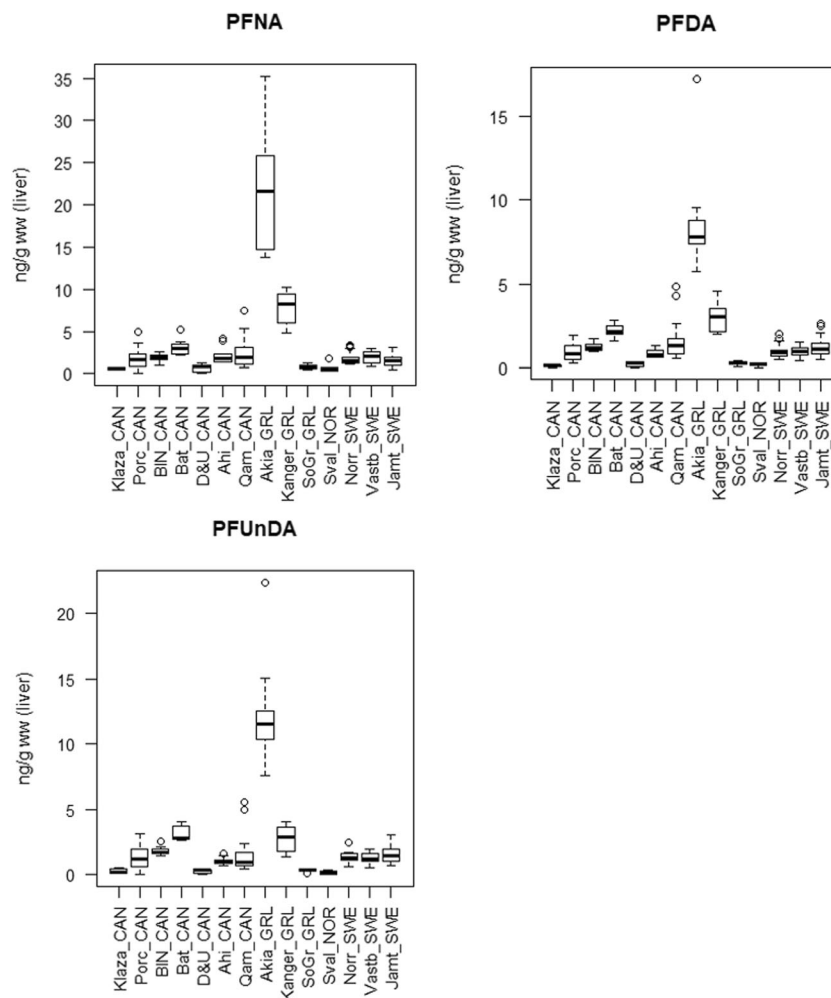 PFNA
ng/g ww (liver)
35
30
25
20
15
10
5
0
Klaza_CAN
Porc_CAN
BIN_CAN
Bat_CAN
D&U_CAN
Ahi_CAN
Qam_CAN
Akia_GRL
Kanger_GRL
SoGr_GRL
Sval_NOR
Norr_SWE
Vastb_SWE
Jamt_SWE
PFDA
ng/g ww (liver)
15
10
5
0
Klaza_CAN
Porc_CAN
BIN_CAN
Bat_CAN
D&U_CAN
Ahi_CAN
Qam_CAN
Akia_GRL
Kanger_GRL
SoGr_GRL
Sval_NOR
Norr_SWE
Vastb_SWE
Jamt_SWE
PFUnDA
ng/g ww (liver)
20
15
10
5
0
Klaza_CAN
Porc_CAN
BIN_CAN
Bat_CAN
D&U_CAN
Ahi_CAN
Qam_CAN
Akia_GRL
Kanger_GRL
SoGr_GRL
Sval_NOR
Norr_SWE
Vastb_SWE
Jamt_SWE